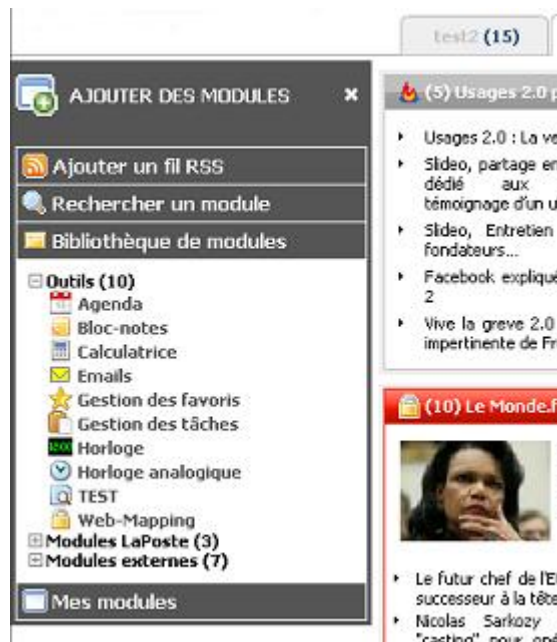 test2 (15)
AJOUTER DES MODULES
Ajouter un fil RSS
Rechercher un module
Bibliothèque de modules
Outils (10)
Agenda
Bloc-notes
Calculatrice
Emails
Gestion des favoris
Gestion des tâches
Horloge
Horloge analogique
TEST
Web-Mapping
Modules LaPoste (3)
Modules externes (7)
Mes modules
(5) Usages 2.0 p
Usages 2.0 : La ve
Slideo, partage en
dédié aux
témoignage d'un u
Slideo, Entretien
fondateurs...
Facebook expliqué
2
Vive la greve 2.0
impertinente de Fr
(10) Le Monde.f
Le futur chef de l'E
successeur à la tête
Nicolas Sarkozy
"casting" pour